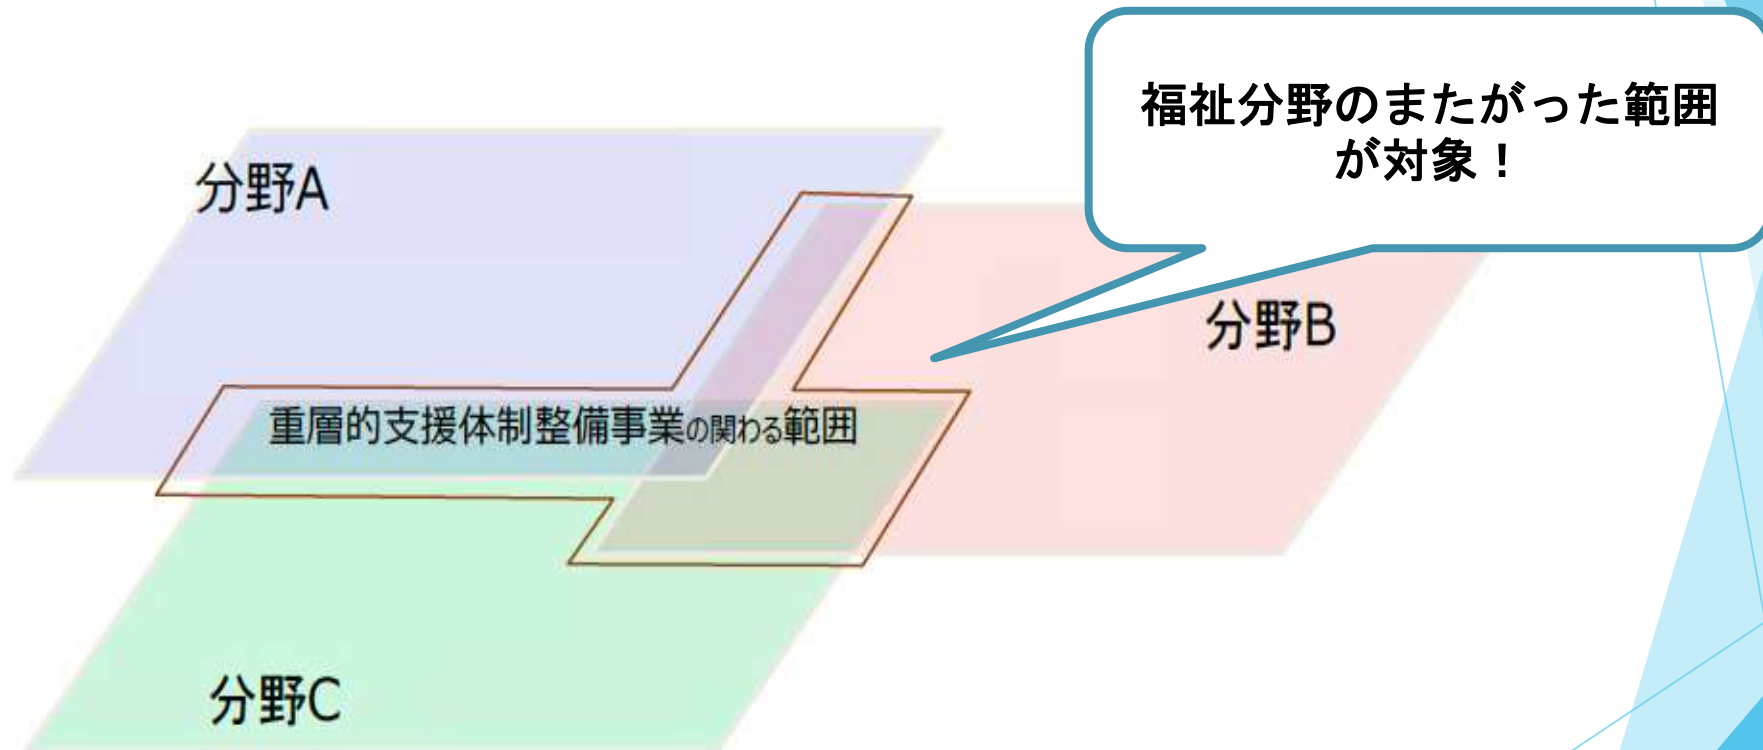 福祉分野のまたがった範囲
が対象！
分野A
分野B
重層的支援体制整備事業の関わる範囲
分野C